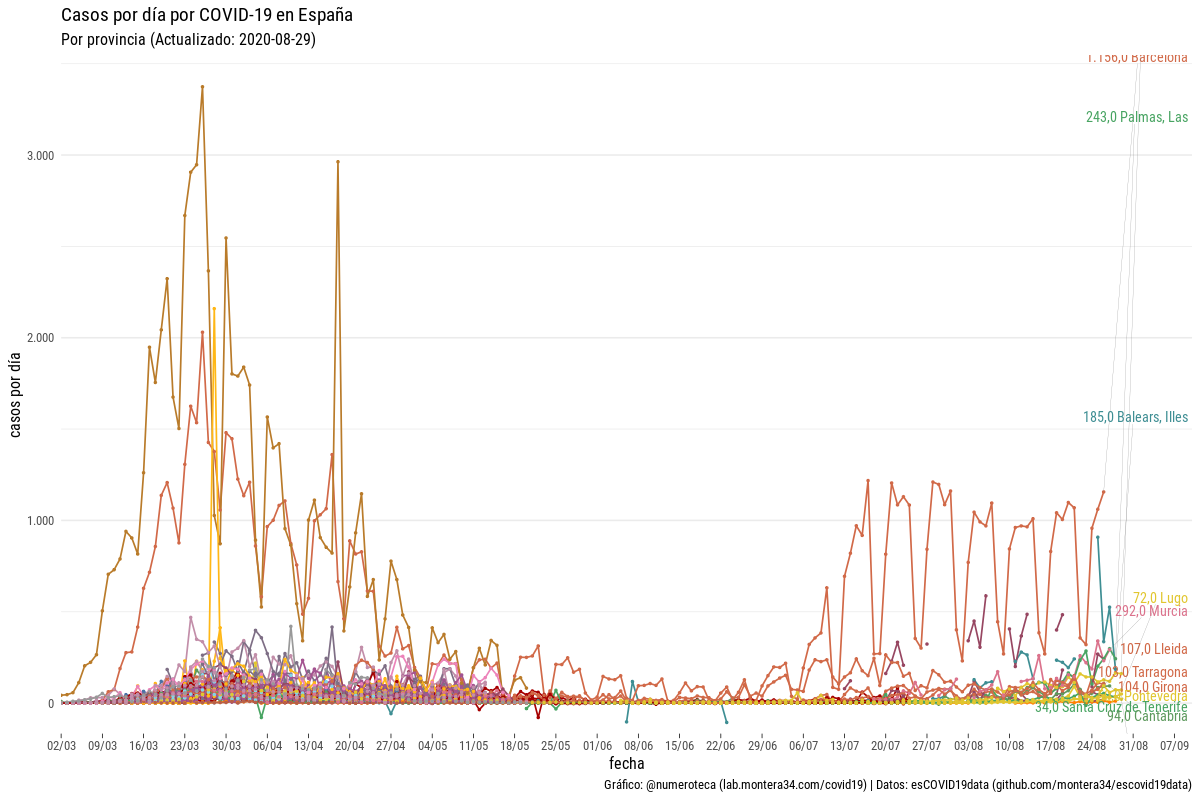 Casos por día por COVID-19 en España
Por provincia (Actualizado: 2020-08-29)
1.156,0 Barcelona
243,0 Palmas, Las
3.000
2.000
185,0 Balears, Illes
casos por día
1.000
72,0 Lugo
292,0 Murcia
107,0 Lleida
103,0 Tarragona
104,0 Girona
Pontevedra
34,0 Santa Cruz de Tenerife
94,0 Cantabria
0
02/03 09/03 16/03 23/03 30/03 06/04 13/04 20/04 27/04 04/05 11/05 18/05 25/05 01/06 08/06 15/06 22/06 29/06 06/07 13/07 20/07 27/07 03/08 10/08 17/08 24/08 31/08 07/09
fecha
Gráfico: @numeroteca (lab.montera34.com/covid19) | Datos: esCOVID19data (github.com/montera34/escovid19data)